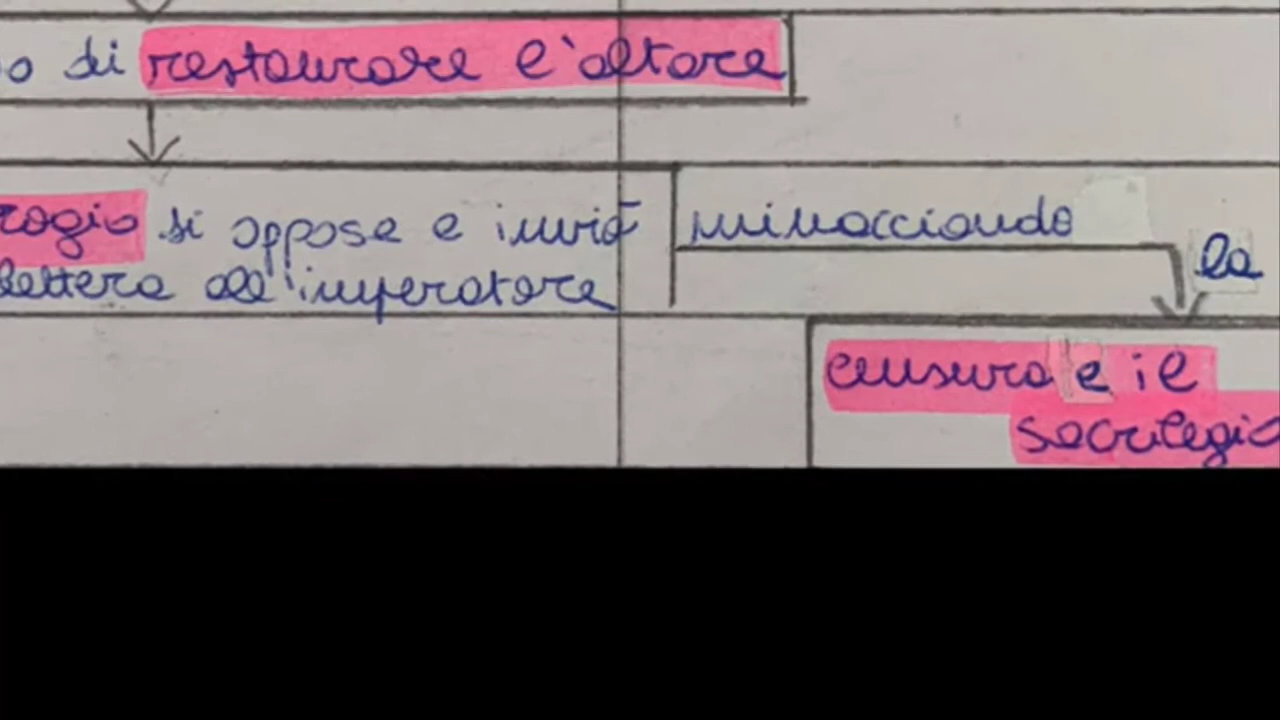 o di restaurare l'altare
rogio si oppose e inviò
minacciando
lettera all'imperatore
la
censura e il
sacrilegio